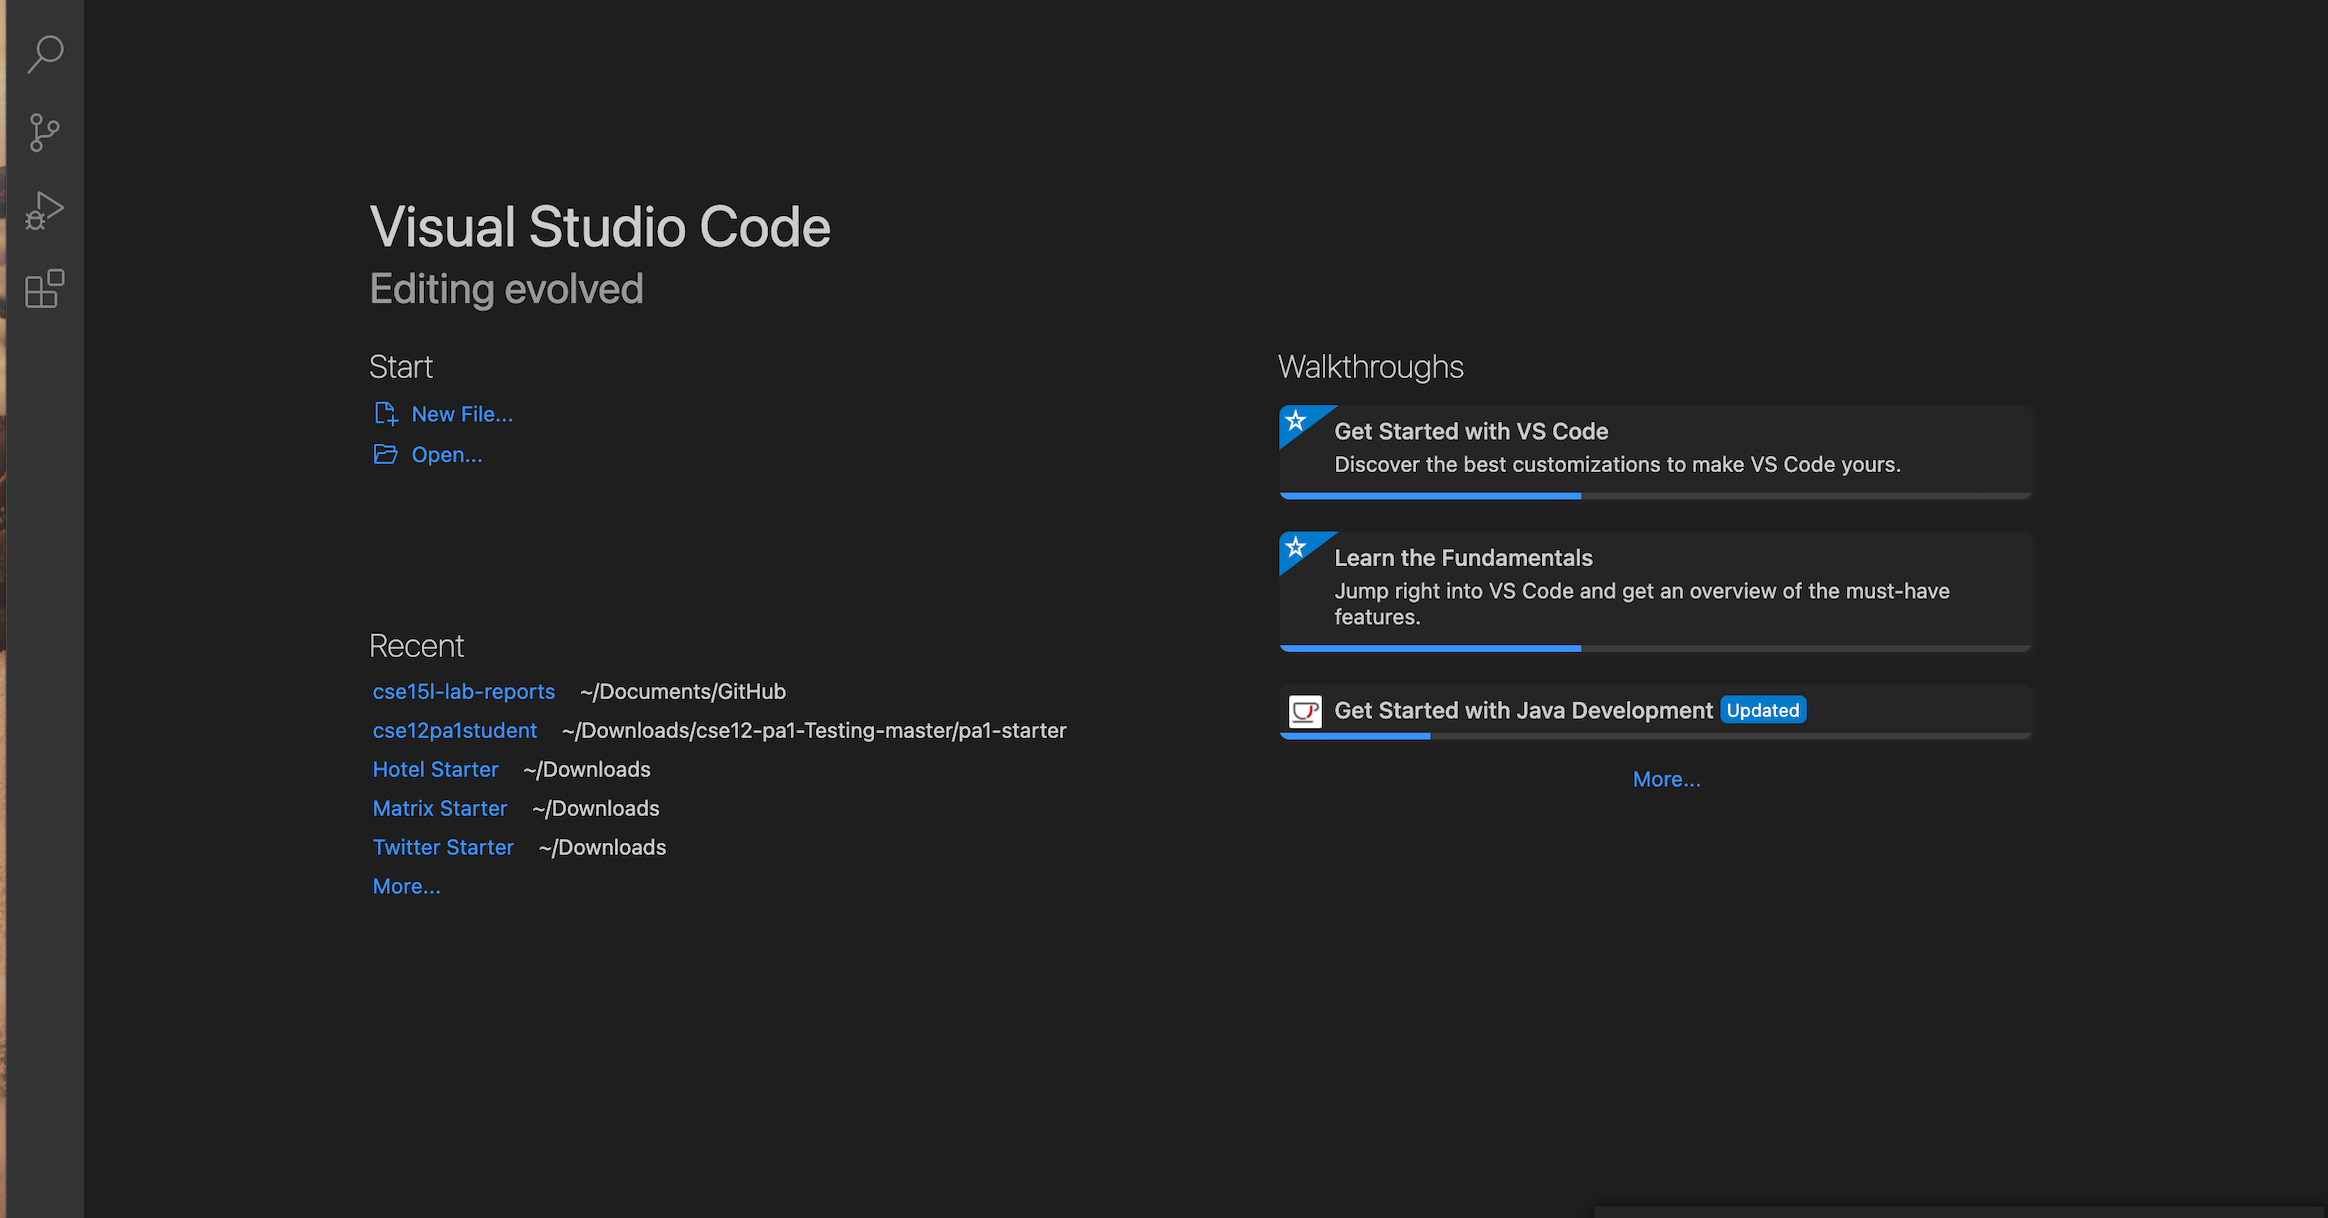 Visual Studio Code
Editing evolved
Start
New File...
Open...
Recent
cse15l-lab-reports ~/Documents/GitHub
cse12pa1student ~/Downloads/cse12-pa1-Testing-master/pa1-starter
Hotel Starter ~/Downloads
Matrix Starter ~/Downloads
Twitter Starter ~/Downloads
More...
Walkthroughs
Get Started with VS Code
Discover the best customizations to make VS Code yours.
Learn the Fundamentals
Jump right into VS Code and get an overview of the must-have
features.
Get Started with Java Development Updated
More...